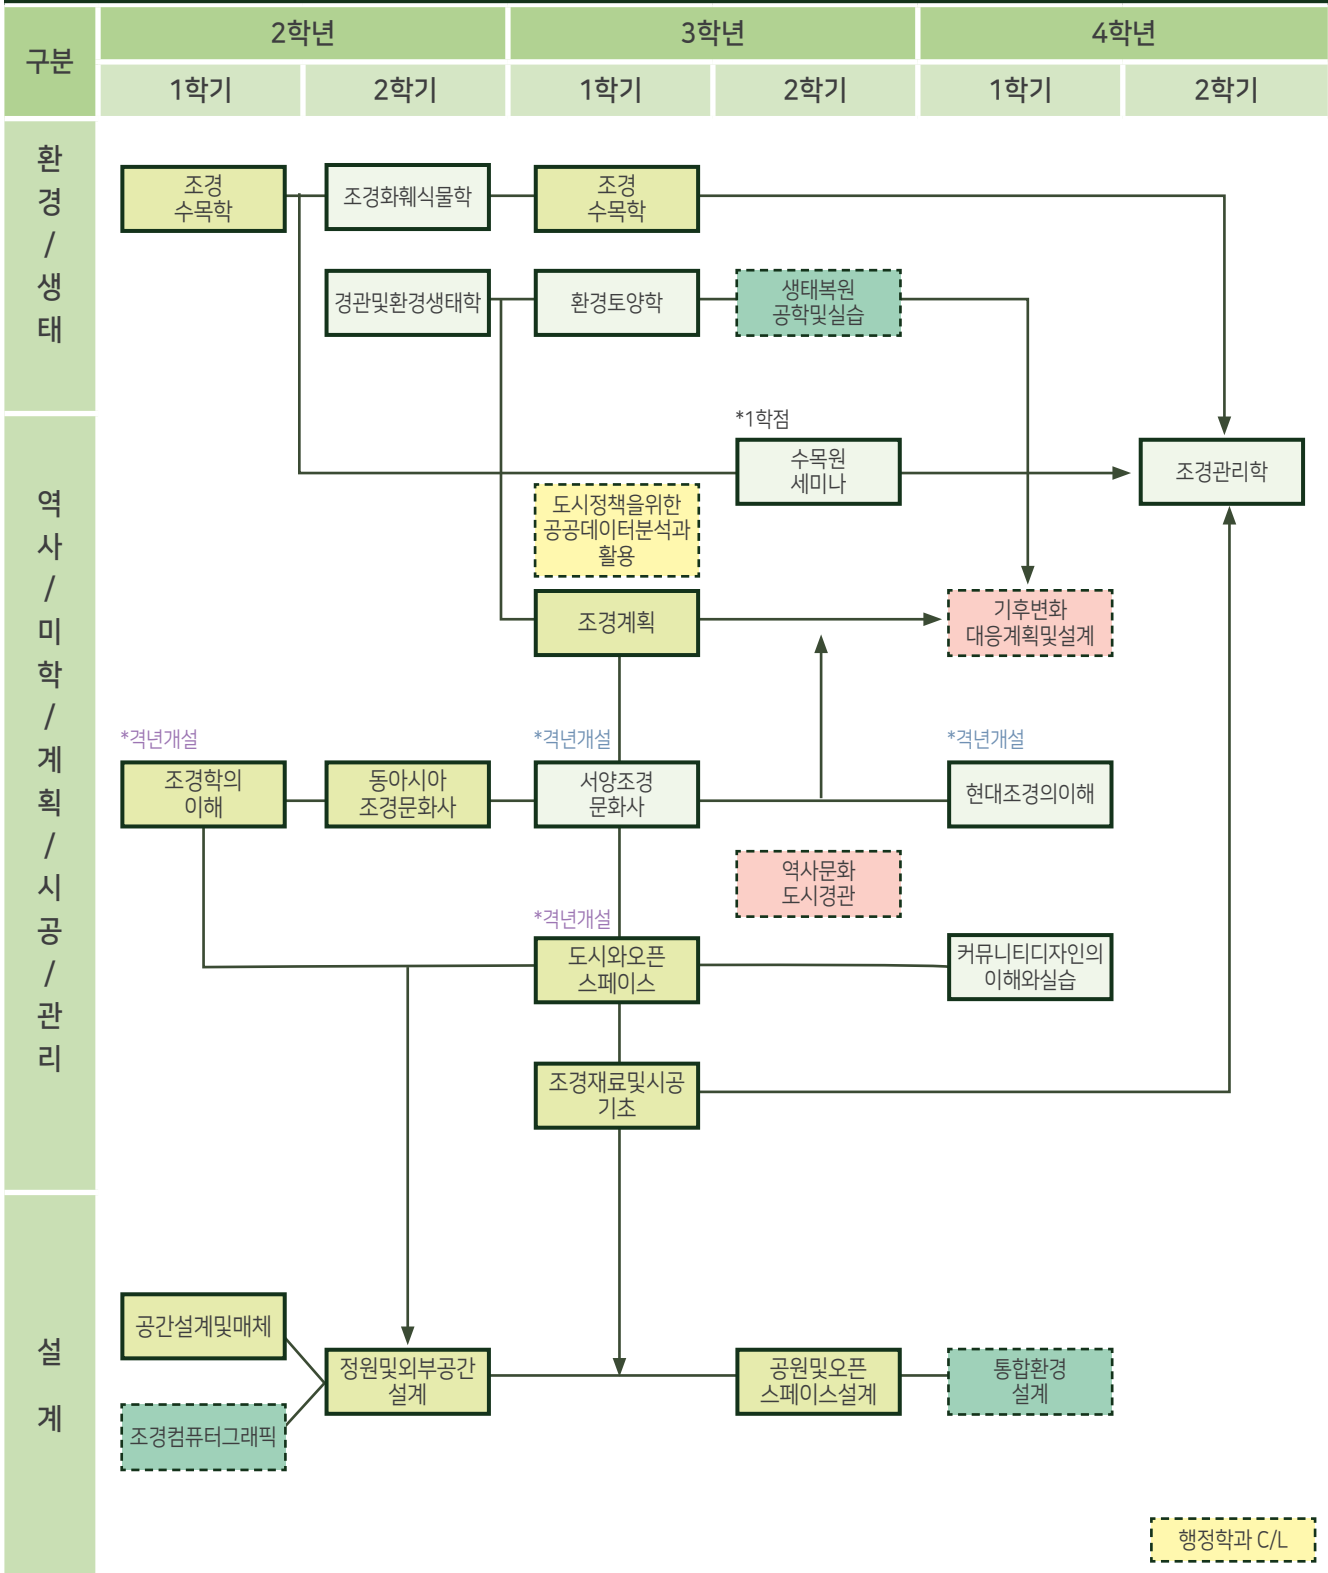 구분
2학년
3학년
4학년
1학기
2학기
1학기
2학기
1학기
2학기
환
경
/
생
태
조경
수목학
조경화훼식물학
조경
수목학
경관및환경생태학
환경토양학
생태복원
공학및실습
역
사
/
미
학
/
계
획
/
시
공
/
관
리
*1학점
수목원
세미나
조경관리학
도시정책을위한
공공데이터분석과
활용
조경계획
기후변화
대응계획및설계
*격년개설
*격년개설
*격년개설
조경학의
이해
동아시아
조경문화사
서양조경
문화사
현대조경의이해
역사문화
도시경관
*격년개설
도시와오픈
스페이스
커뮤니티디자인의
이해와실습
조경재료및시공
기초
설
계
공간설계및매체
정원및외부공간
설계
공원및오픈
스페이스설계
통합환경
설계
조경컴퓨터그래픽
행정학과 C/L